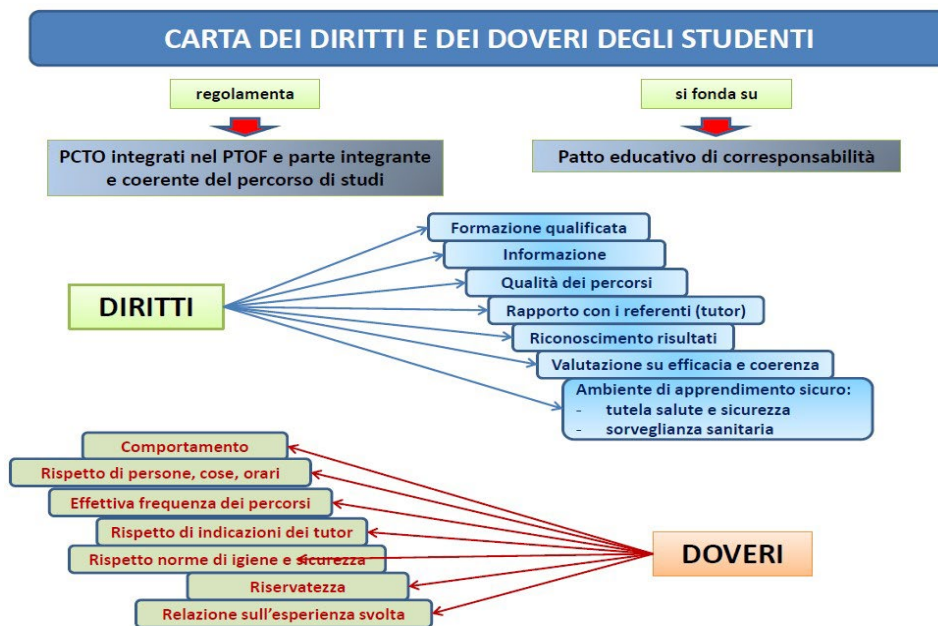 CARTA DEI DIRITTI E DEI DOVERI DEGLI STUDENTI
regolamenta
si fonda su
PCTO integrati nel PTOF e parte integrante
e coerente del percorso di studi
Patto educativo di corresponsabilità
DIRITTI
Formazione qualificata
Informazione
Qualità dei percorsi
Rapporto con i referenti (tutor)
Riconoscimento risultati
Valutazione su efficacia e coerenza
Ambiente di apprendimento sicuro:
- tutela salute e sicurezza
- sorveglianza sanitaria
Comportamento
Rispetto di persone, cose, orari
Effettiva frequenza dei percorsi
Rispetto di indicazioni dei tutor
Rispetto norme di igiene e sicurezza
Riservatezza
Relazione sull'esperienza svolta
DOVERI